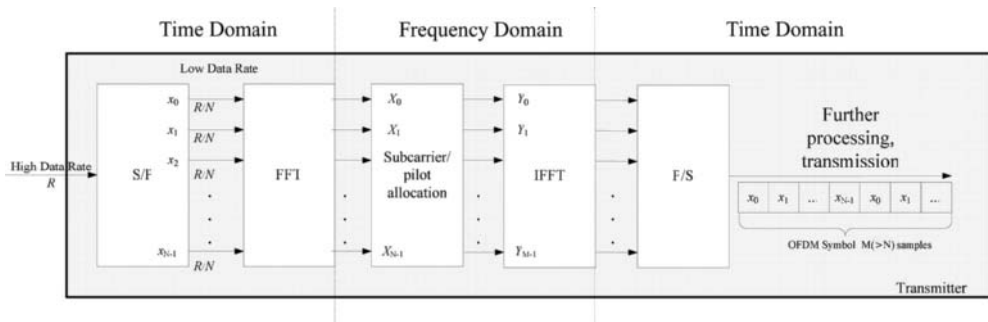 Time Domain
Frequency Domain
Time Domain
Low Data Rate
x0
R/N
x1
R/N
x2
R/N
xN-1
R/N
High Data Rate
R
S/P
FFT
X0
X1
Subcarrier/
pilot
allocation
XN-1
Y0
Y1
IFFT
YM-1
P/S
Further
processing,
transmission
x0 x1 ... xN-1 x0 x1 ...
OFDM Symbol M(>N) samples
Transmitter